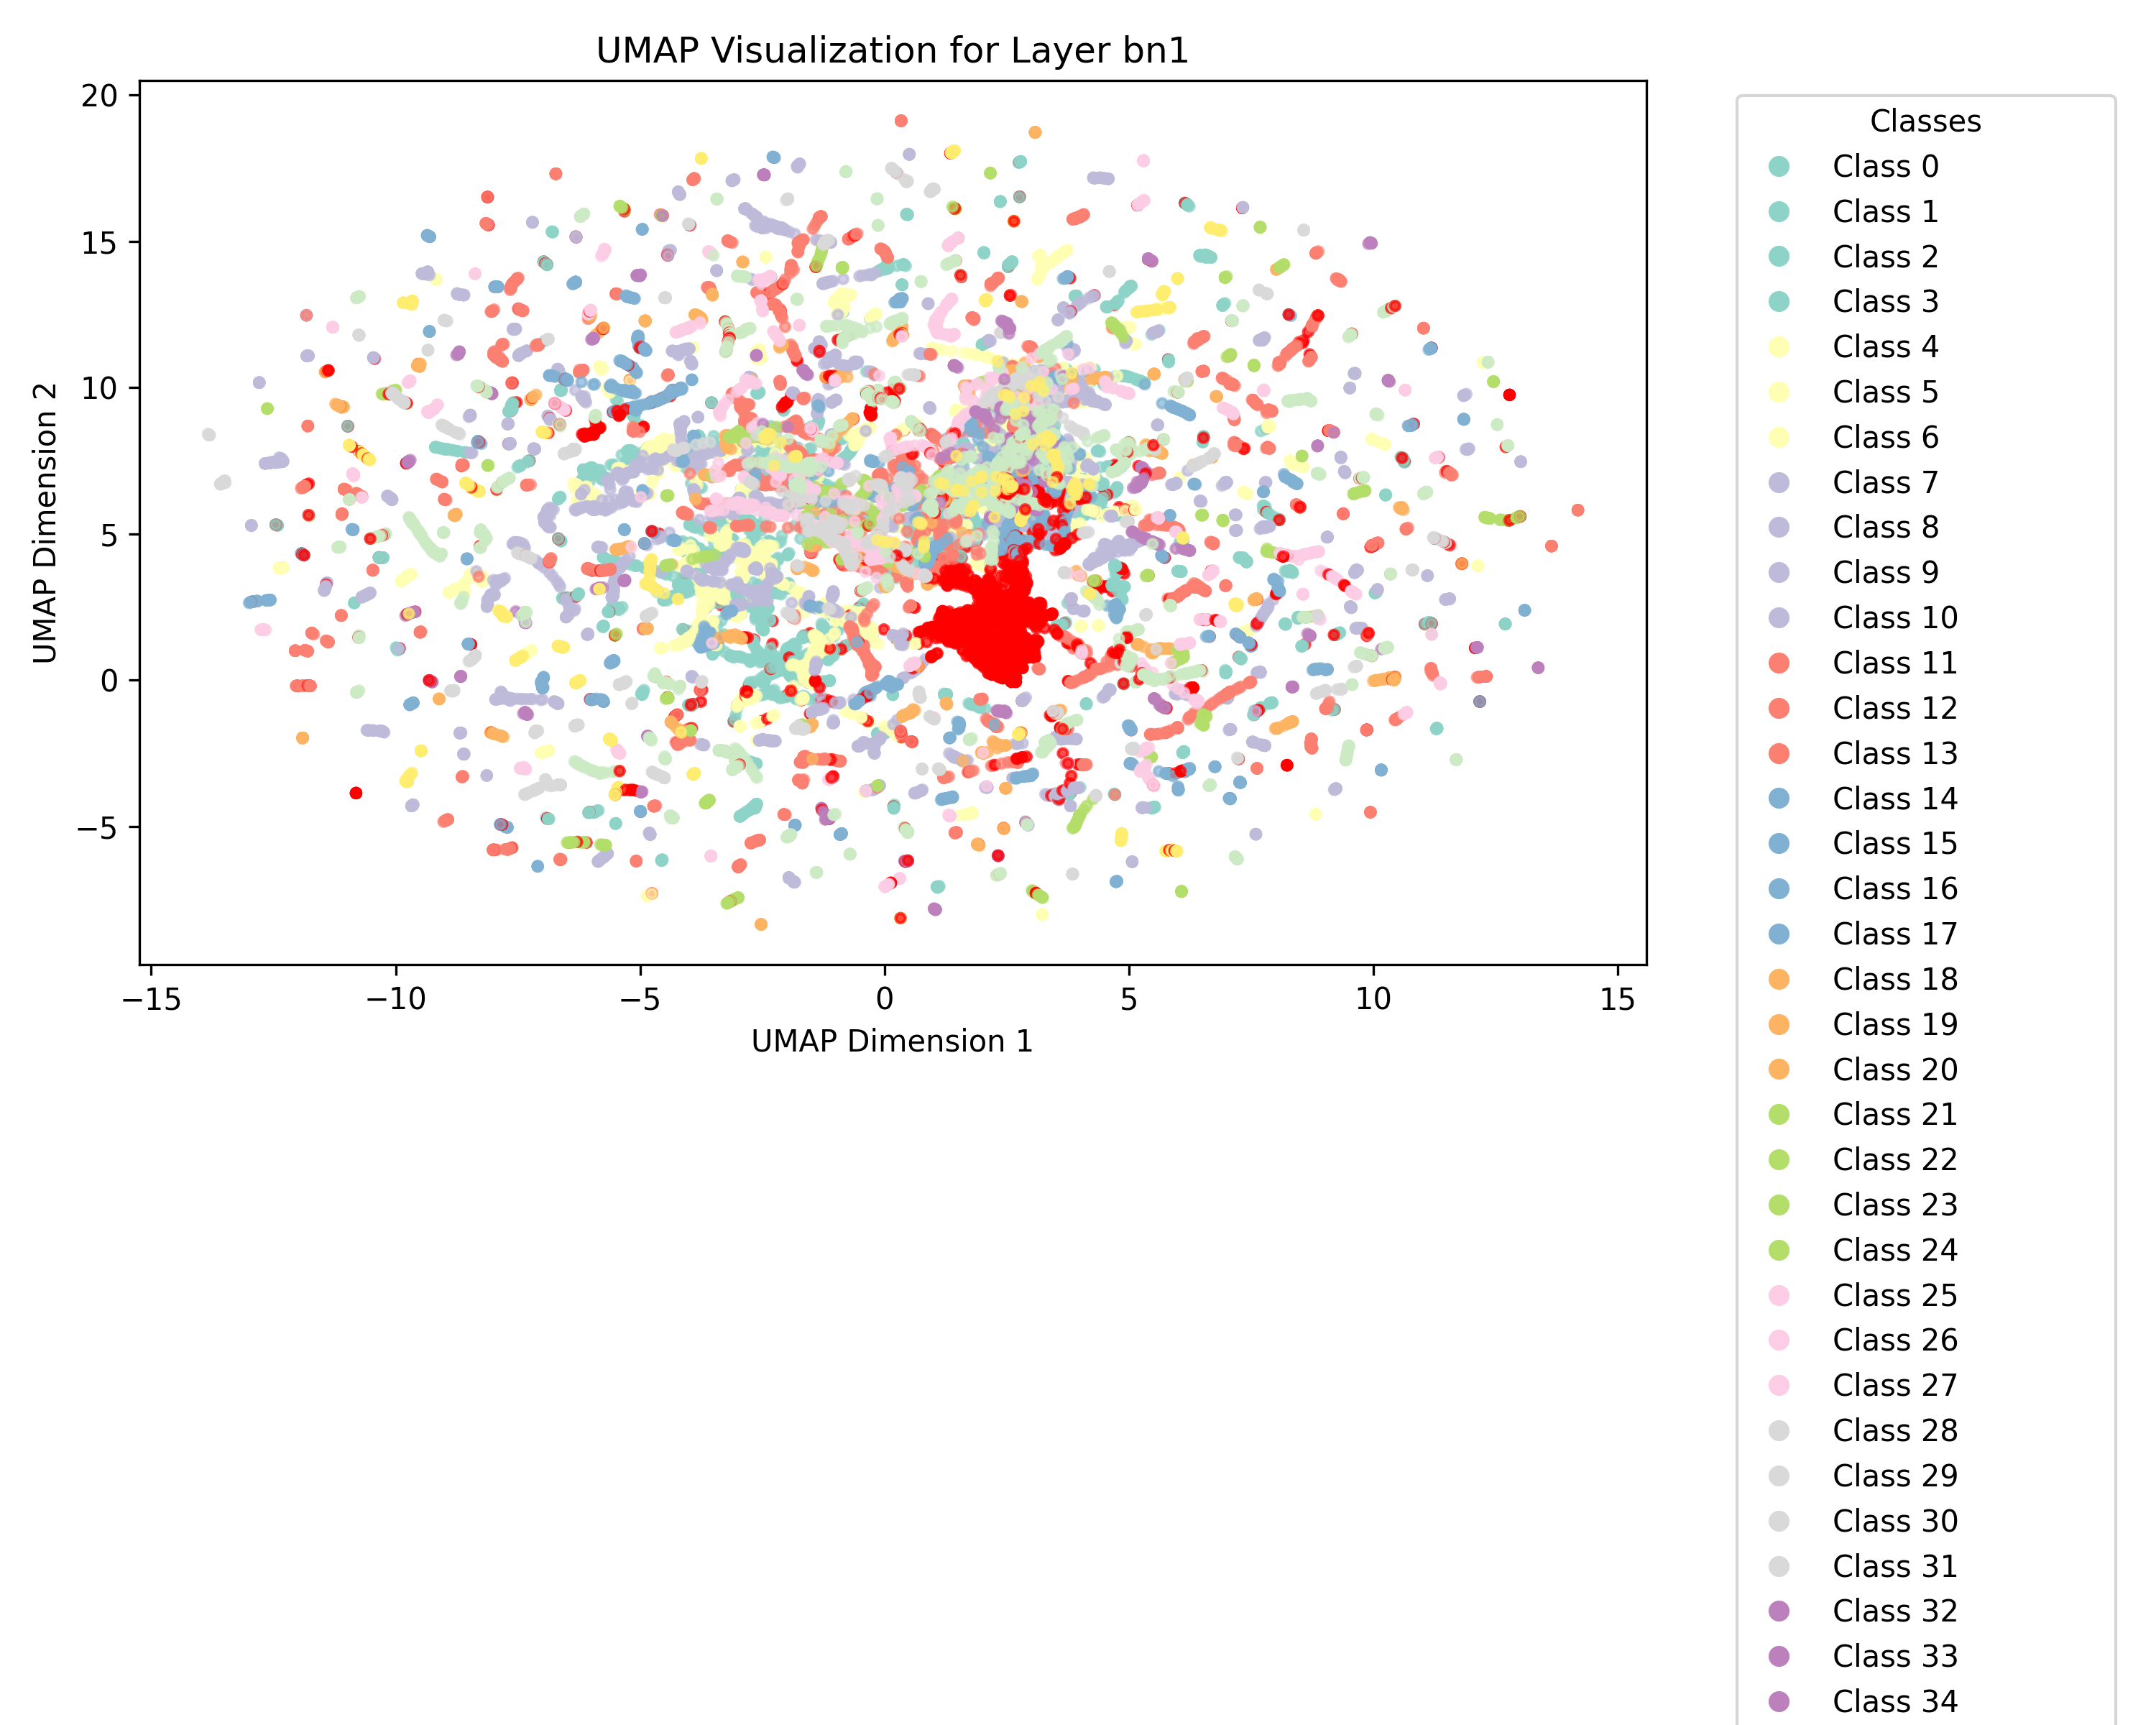 UMAP Visualization for Layer bn1
20
15
10
5
0
−5
UMAP Dimension 2
−15
−10
−5
0
5
10
15
UMAP Dimension 1
Classes
Class 0
Class 1
Class 2
Class 3
Class 4
Class 5
Class 6
Class 7
Class 8
Class 9
Class 10
Class 11
Class 12
Class 13
Class 14
Class 15
Class 16
Class 17
Class 18
Class 19
Class 20
Class 21
Class 22
Class 23
Class 24
Class 25
Class 26
Class 27
Class 28
Class 29
Class 30
Class 31
Class 32
Class 33
Class 34